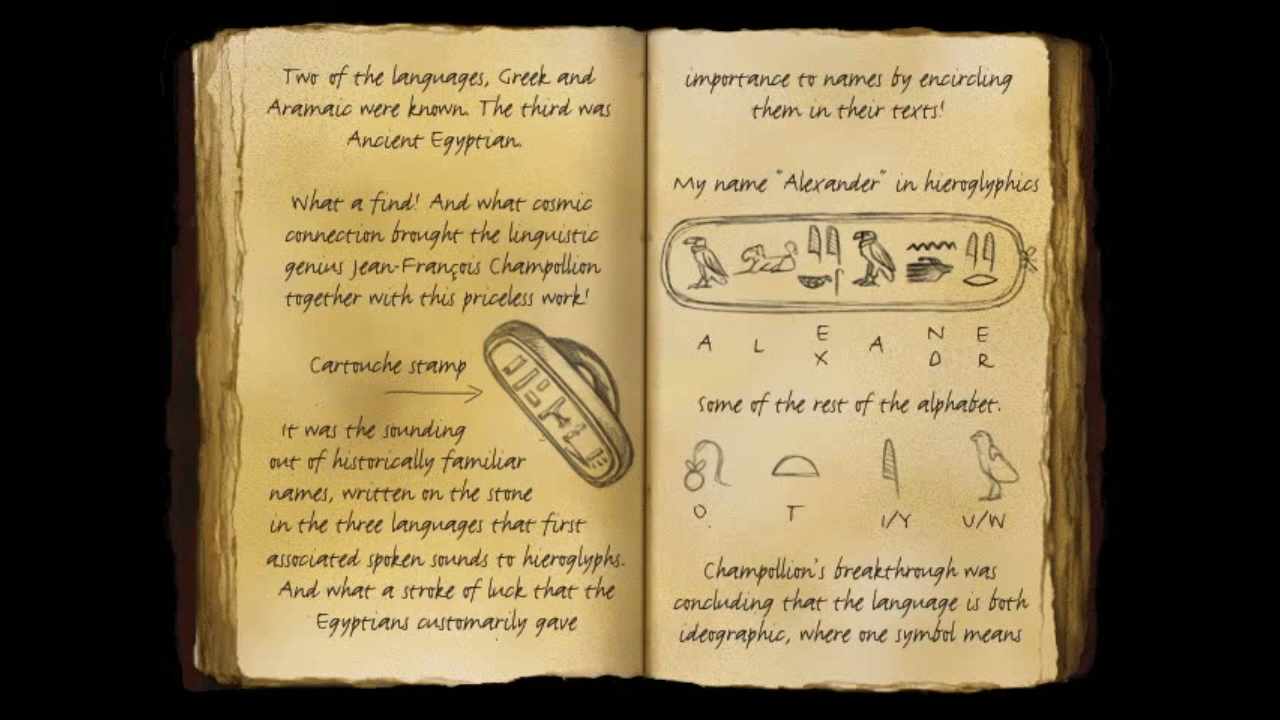 Two of the languages, Greek and
Aramaic were known. The third was
Ancient Egyptian.
What a find! And what cosmic
connection brought the linguistic
genius Jean-François Champollion
together with this priceless work!
Cartouche stamp
It was the sounding
out of historically familiar
names, written on the stone
in the three languages that first
associated spoken sounds to hieroglyphs.
And what a stroke of luck that the
Egyptians customarily gave
importance to names by encircling
them in their texts!
My name "Alexander" in hieroglyphics
A L E A N E
X D R
Some of the rest of the alphabet.
O T I/Y U/W
Champollion's breakthrough was
concluding that the language is both
ideographic, where one symbol means